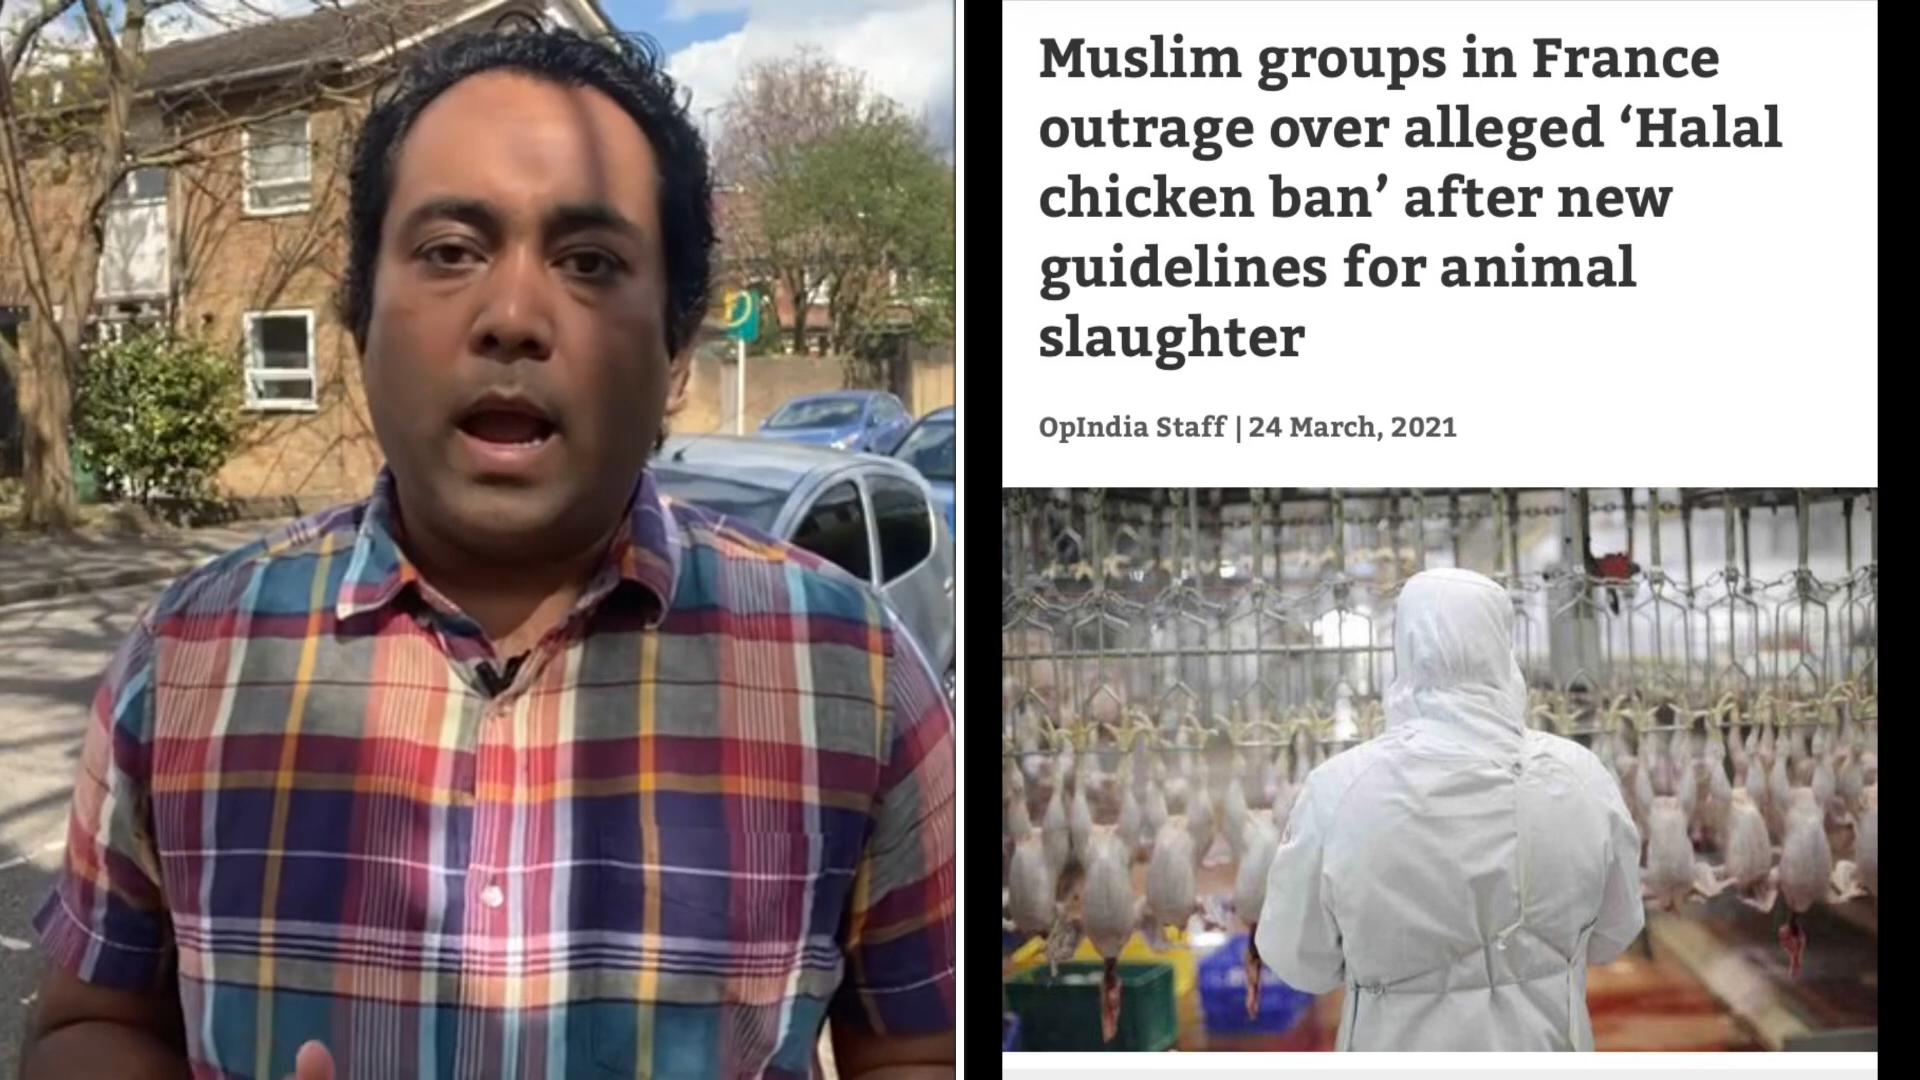 Muslim groups in France
outrage over alleged ‘Halal
chicken ban’ after new
guidelines for animal
slaughter
OpIndia Staff | 24 March, 2021